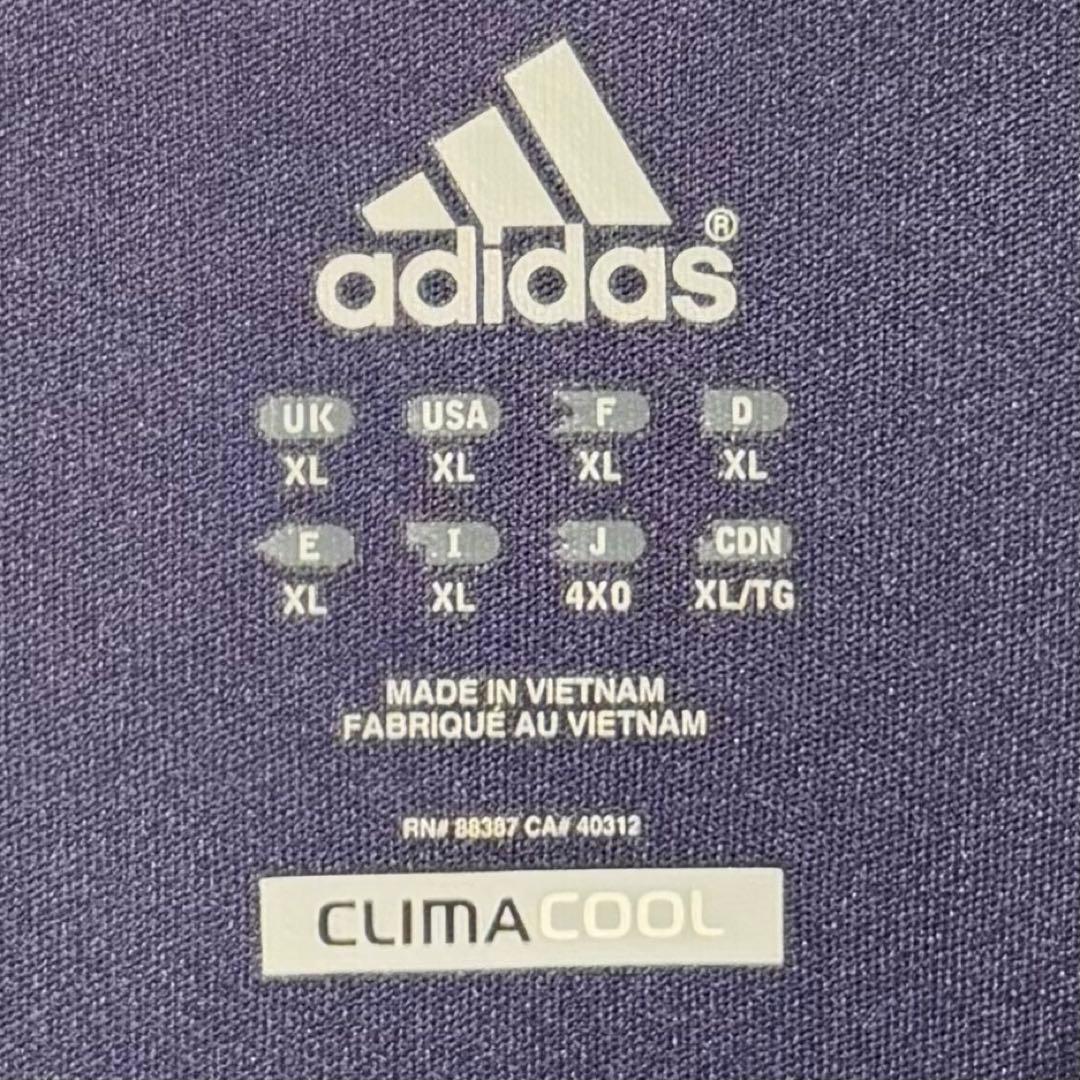 adidas®
UK USA F D
XL XL XL XL
E I J CDN
XL XL 4XO XL/TG
MADE IN VIETNAM
FABRIQUÉ AU VIETNAM
RN# 88387 CA# 40312
CLIMACOOL